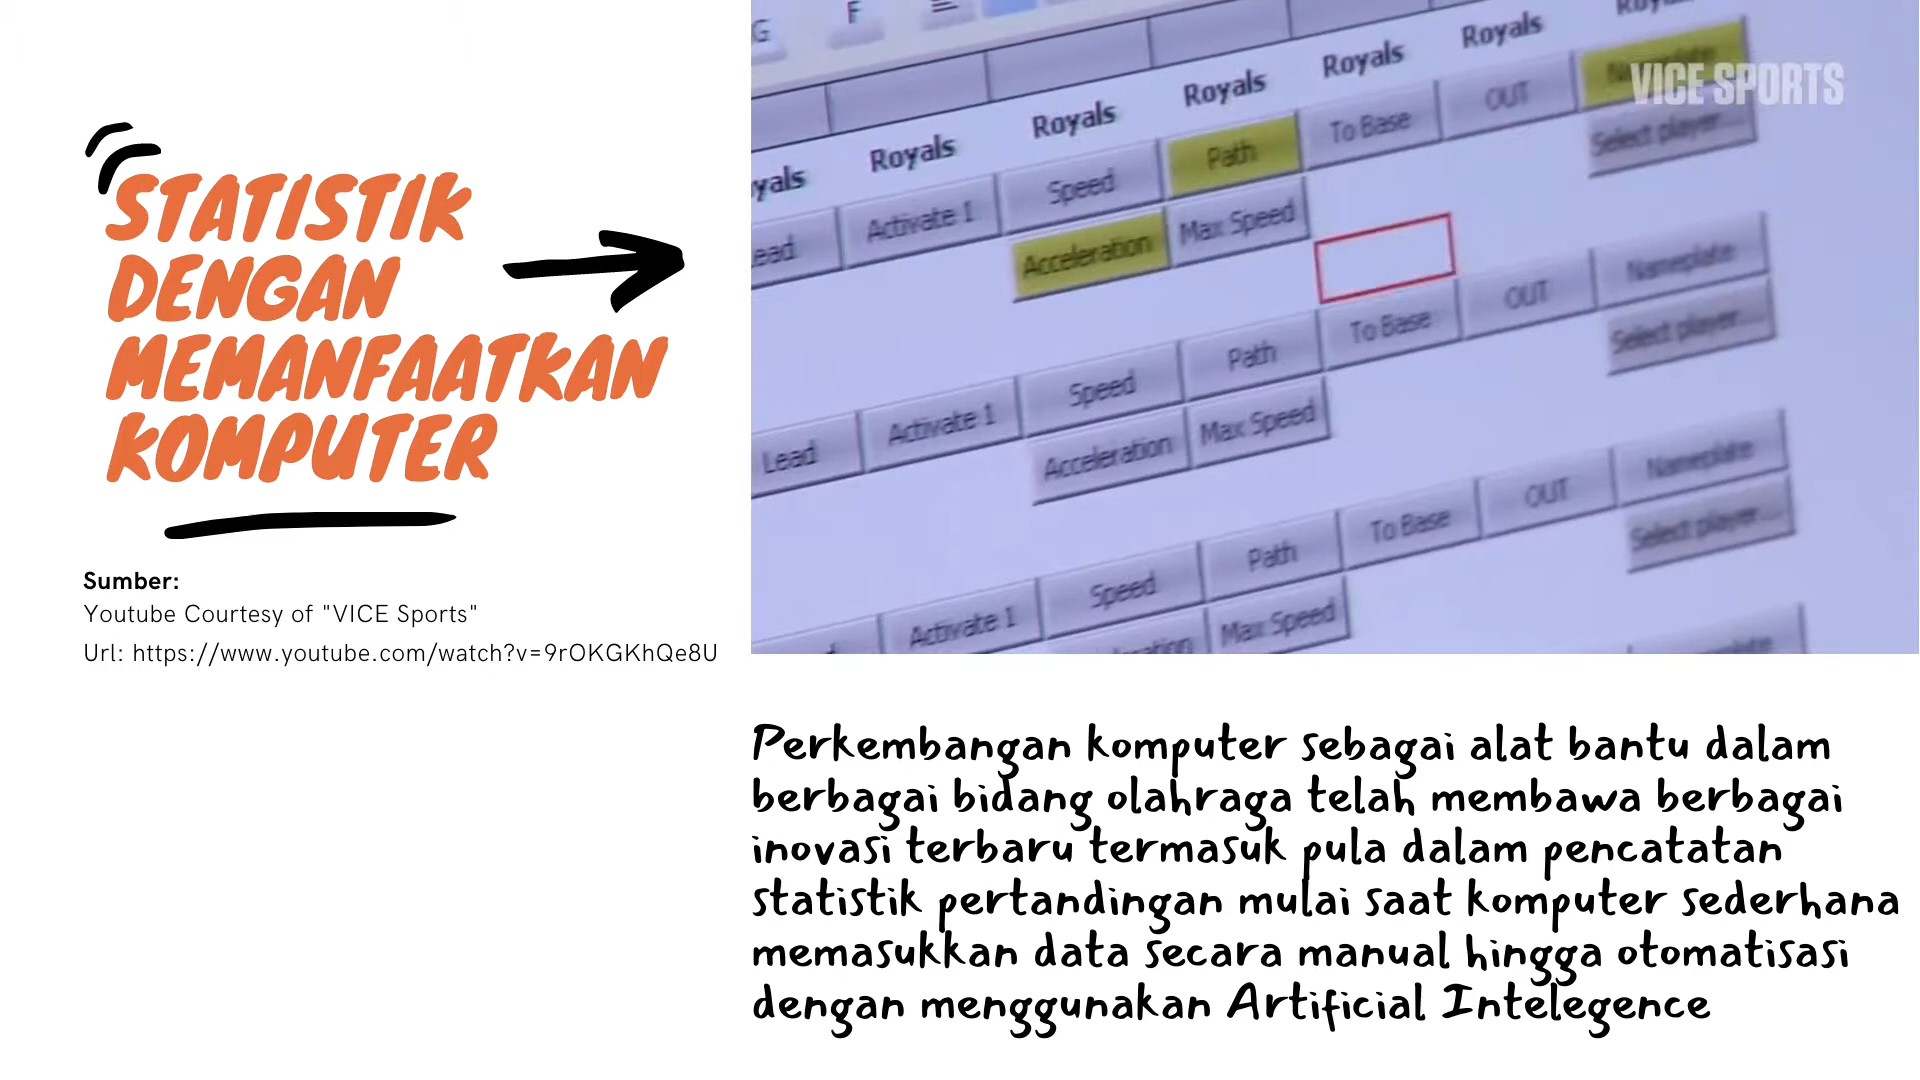 STATISTIK
DENGAN
MEMANFAATKAN
KOMPUTER
Sumber:
Youtube Courtesy of "VICE Sports"
Url: https://www.youtube.com/watch?v=9rOKGKhQe8U
F
VICE SPORTS
Royals Royals Royals Royals Royals
Activate 1 Speed Path To Base OUT Nameplate
Acceleration Max Speed Select player...
Lead Activate 1 Speed Path To Base OUT Nameplate
Acceleration Max Speed Select player...
Activate 1 Speed Path To Base OUT Nameplate
Max Speed Select player...
Perkembangan komputer sebagai alat bantu dalam
berbagai bidang olahraga telah membawa berbagai
inovasi terbaru termasuk pula dalam pencatatan
statistik pertandingan mulai saat komputer sederhana
memasukkan data secara manual hingga otomatisasi
dengan menggunakan Artificial Intelegence